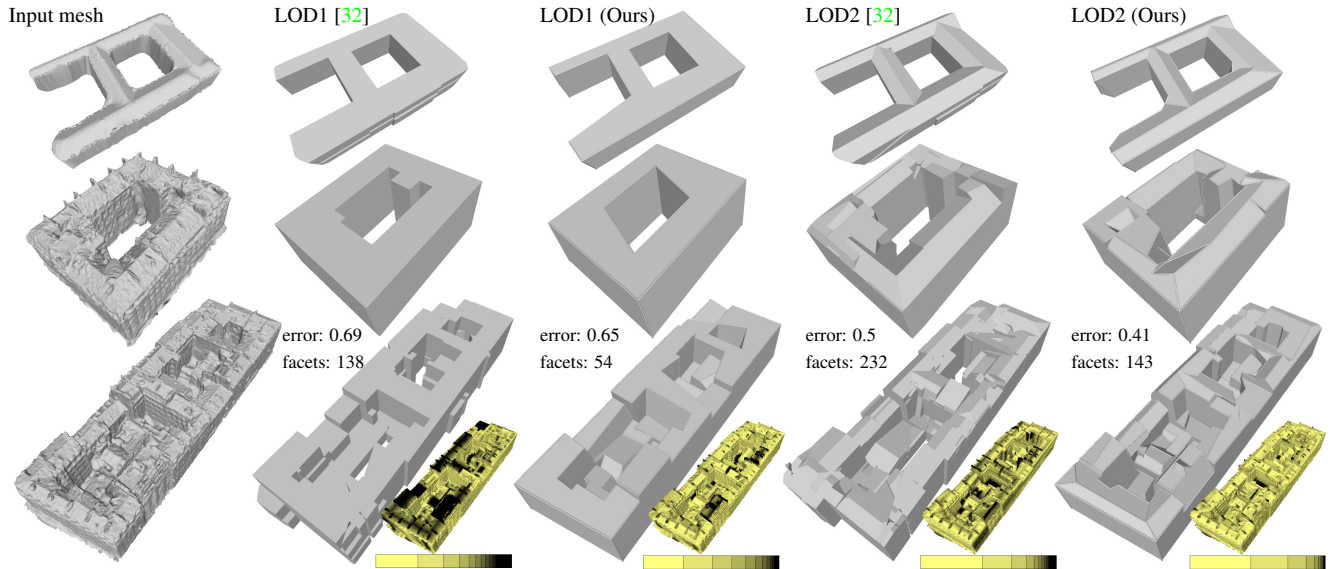 Input mesh
LOD1 [32]
LOD1 (Ours)
LOD2 [32]
LOD2 (Ours)
error: 0.69
facets: 138
error: 0.65
facets: 54
error: 0.5
facets: 232
error: 0.41
facets: 143